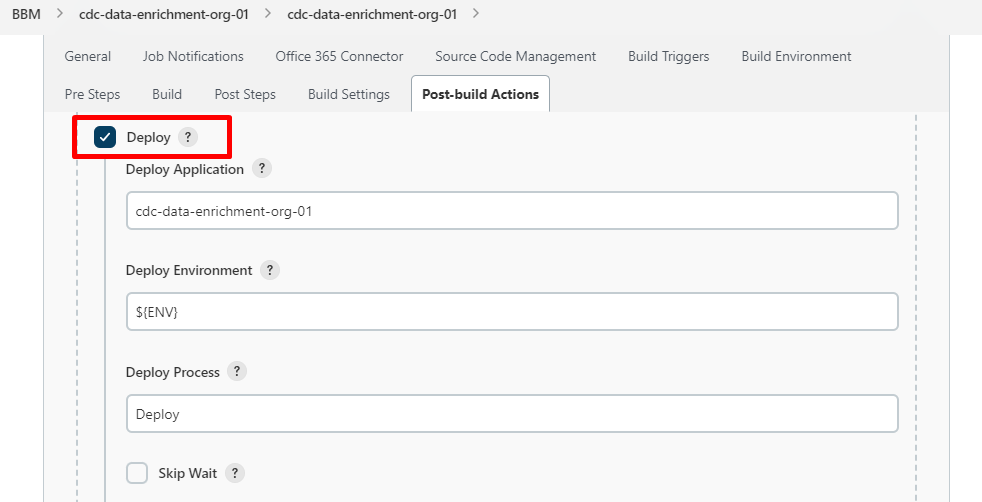 BBM > cdc-data-enrichment-org-01 > cdc-data-enrichment-org-01 >
General Job Notifications Office 365 Connector Source Code Management Build Triggers Build Environment
Pre Steps Build Post Steps Build Settings Post-build Actions
Deploy ?
Deploy Application ?
cdc-data-enrichment-org-01
Deploy Environment ?
${ENV}
Deploy Process ?
Deploy
Skip Wait ?